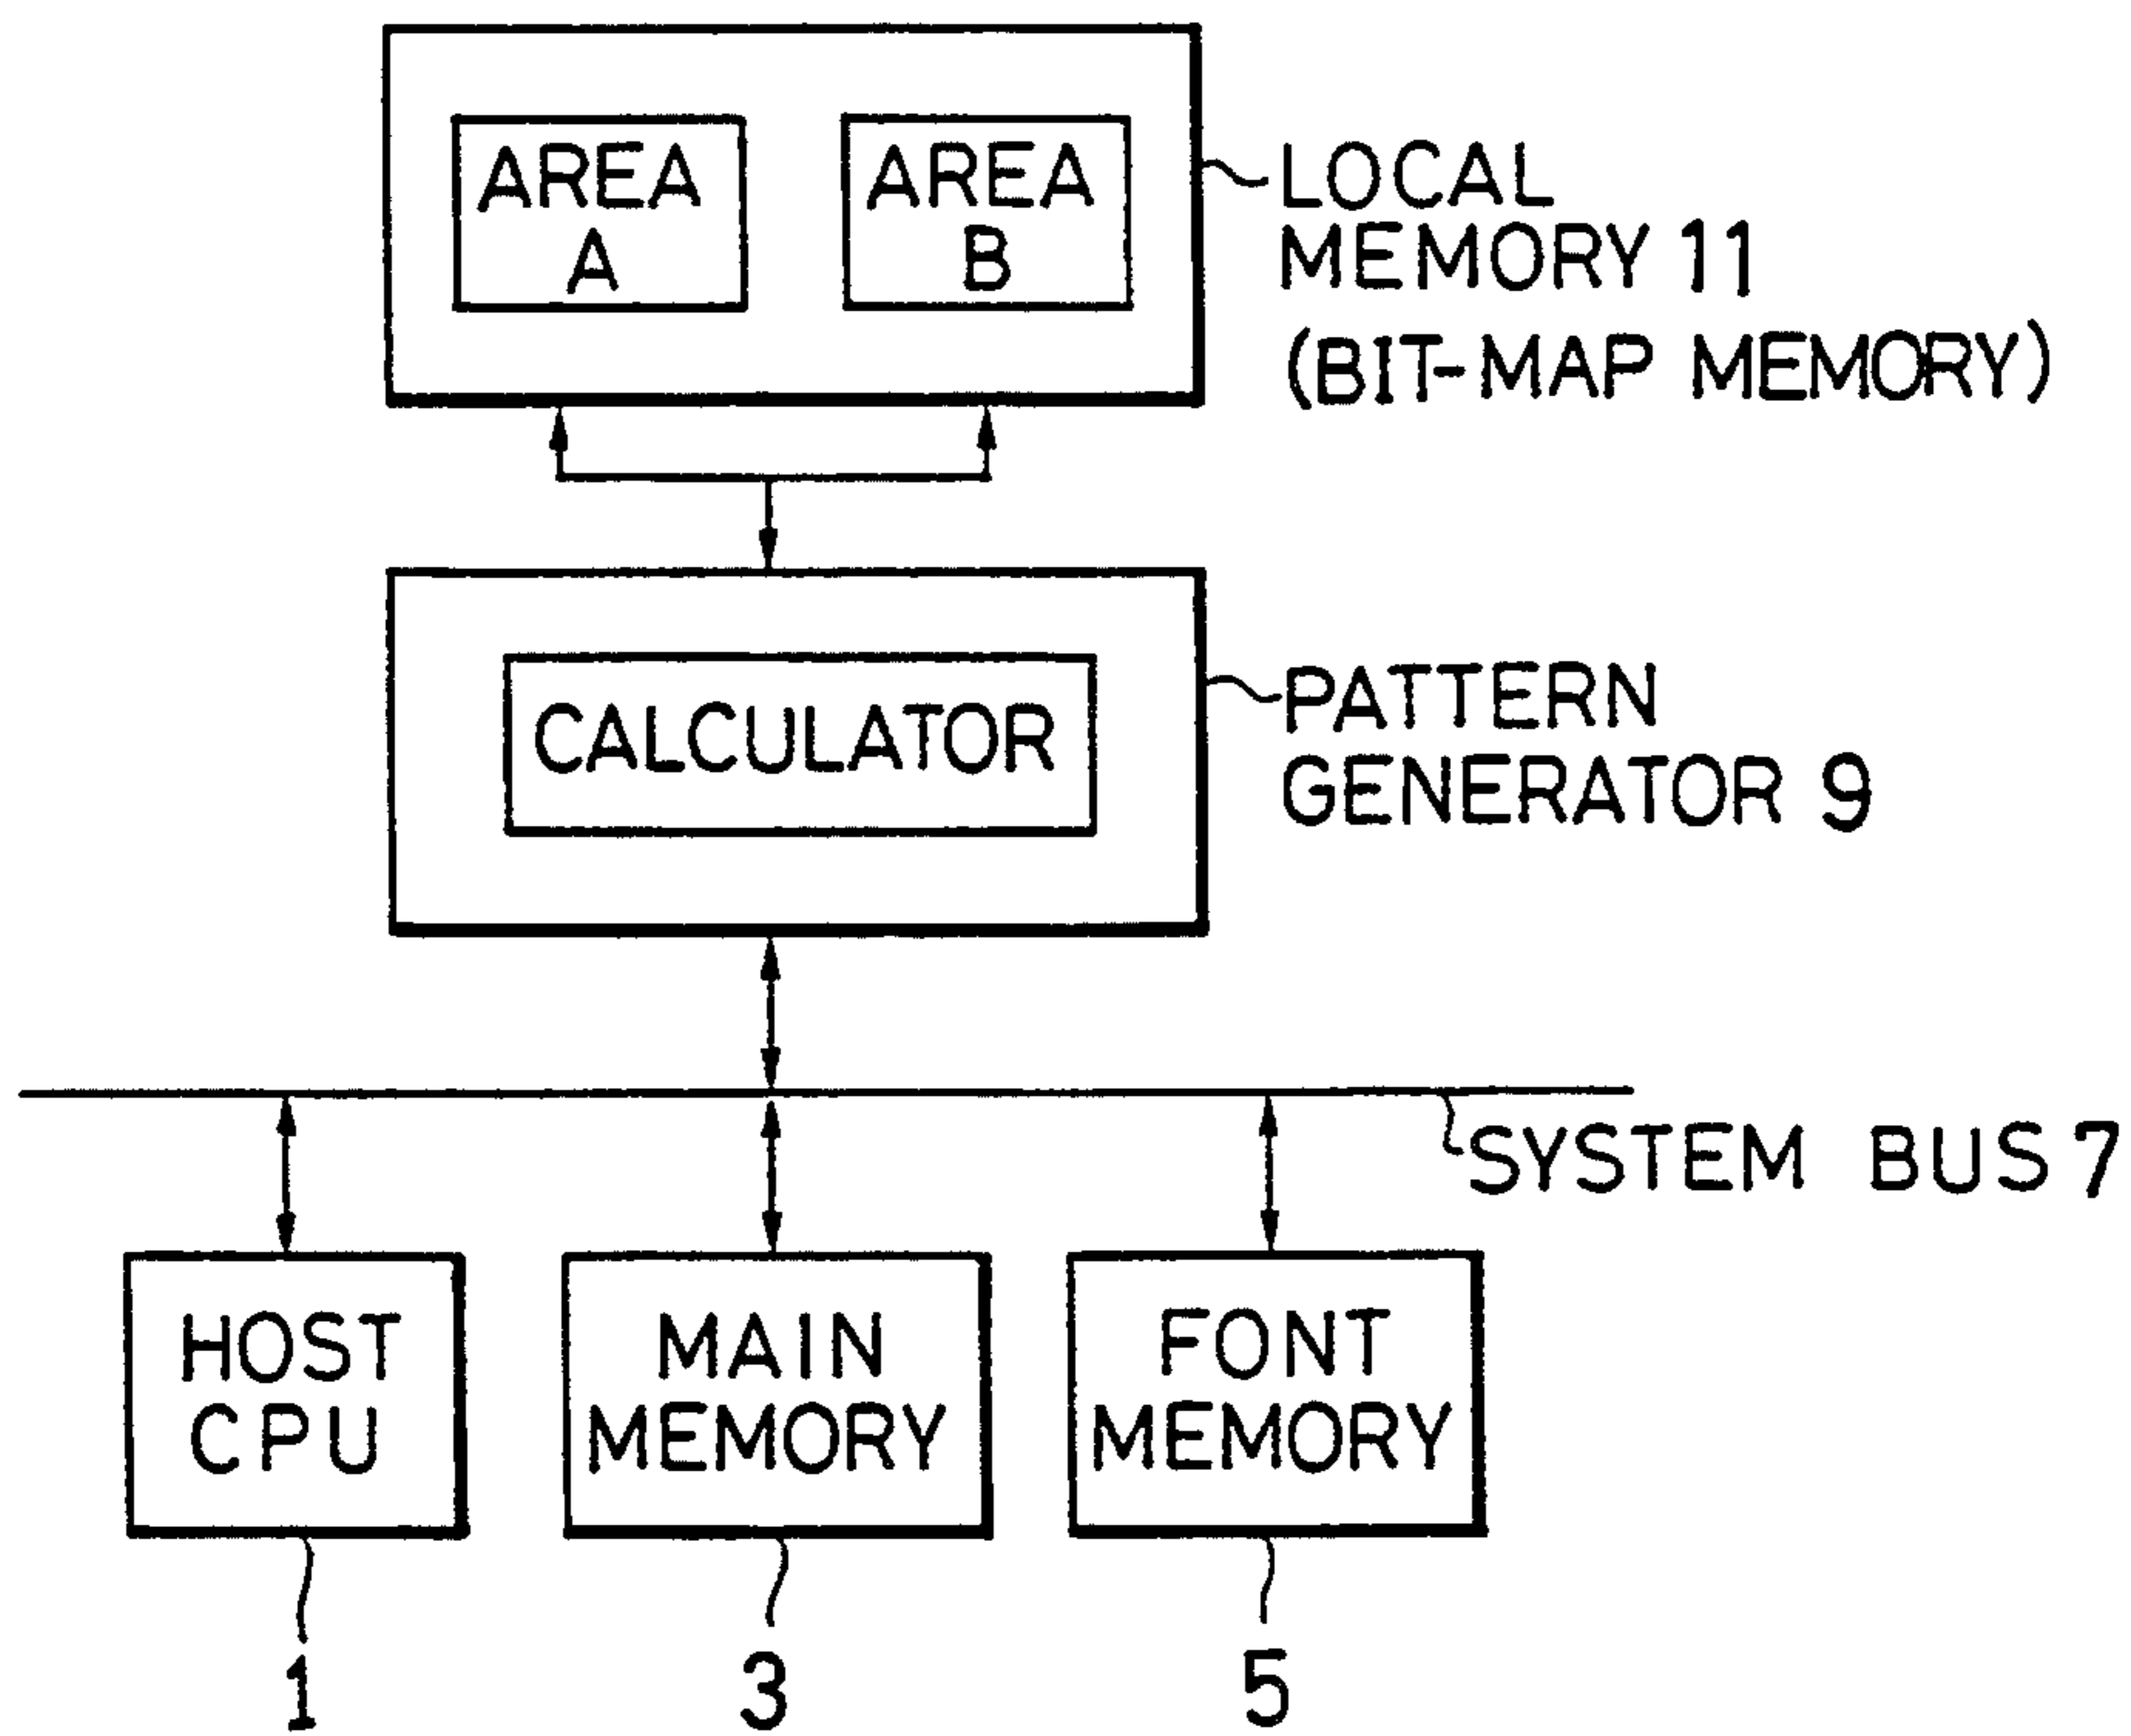 AREA
A
AREA
B
LOCAL
MEMORY 11
(BIT-MAP MEMORY)
CALCULATOR
PATTERN
GENERATOR 9
SYSTEM BUS 7
HOST
CPU
MAIN
MEMORY
FONT
MEMORY
1
3
5